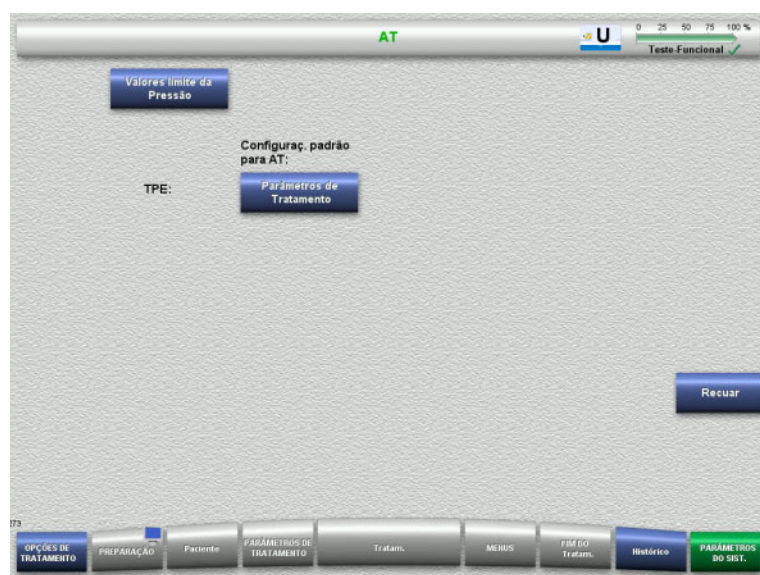 AT
U
0 25 50 75 100 %
Teste-Funcional
Valores limite da
Pressão
Configuraç. padrão
para AT:
TPE:
Parâmetros de
Tratamento
Recuar
273
OPÇÕES DE
TRATAMENTO
PREPARAÇÃO
Paciente
PARÂMETROS DE
TRATAMENTO
Tratam.
MENUS
FIM DO
Tratam.
Histórico
PARÂMETROS
DO SIST.